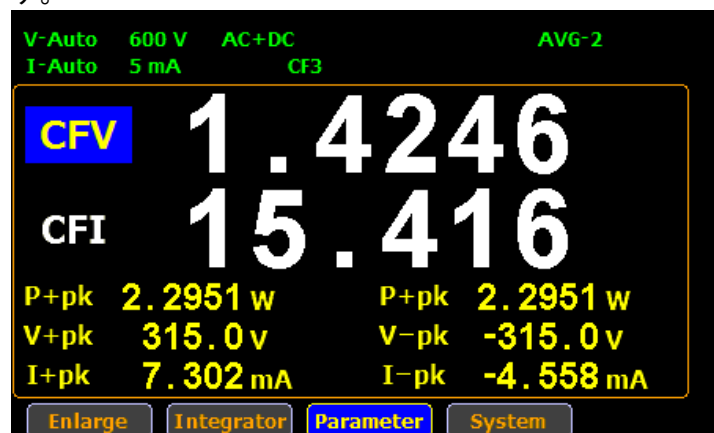 す。
V-Auto 600 V AC+DC AVG-2
I-Auto 5 mA CF3
CFV 1.4246
CFI 15.416
P+pk 2.2951 W P+pk 2.2951 W
V+pk 315.0 V V-pk -315.0 V
I+pk 7.302 mA I-pk -4.558 mA
Enlarge Integrator Parameter System